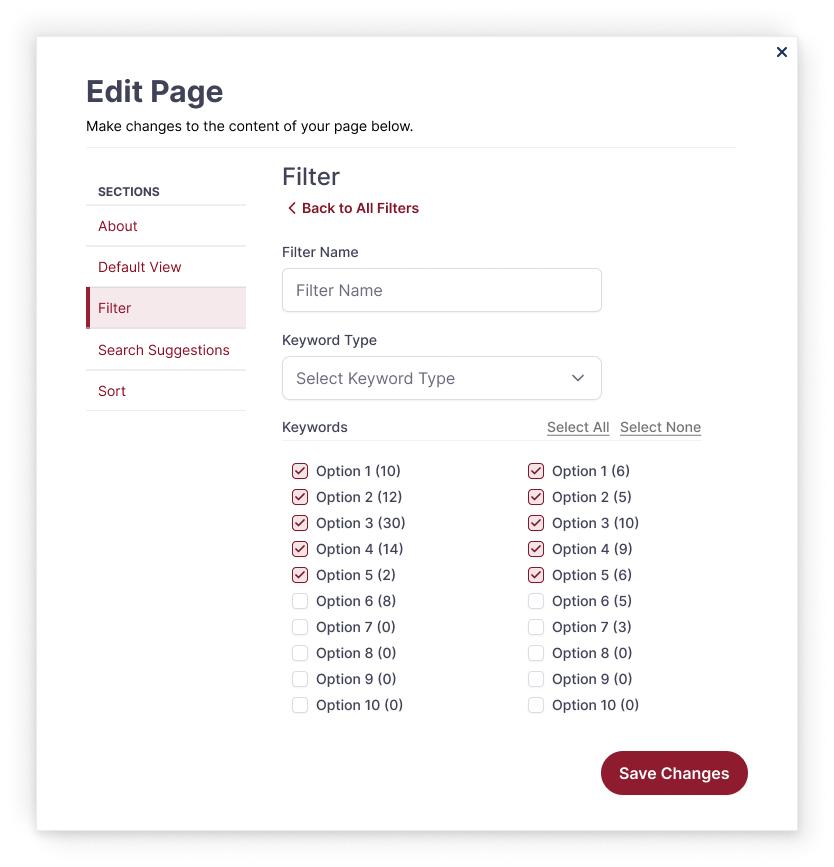 Edit Page
Make changes to the content of your page below.
SECTIONS
About
Default View
Filter
Search Suggestions
Sort
Filter
Back to All Filters
Filter Name
Filter Name
Keyword Type
Select Keyword Type
Keywords Select All Select None
Option 1 (10)
Option 2 (12)
Option 3 (30)
Option 4 (14)
Option 5 (2)
Option 6 (8)
Option 7 (0)
Option 8 (0)
Option 9 (0)
Option 10 (0)
Option 1 (6)
Option 2 (5)
Option 3 (10)
Option 4 (9)
Option 5 (6)
Option 6 (5)
Option 7 (3)
Option 8 (0)
Option 9 (0)
Option 10 (0)
Save Changes